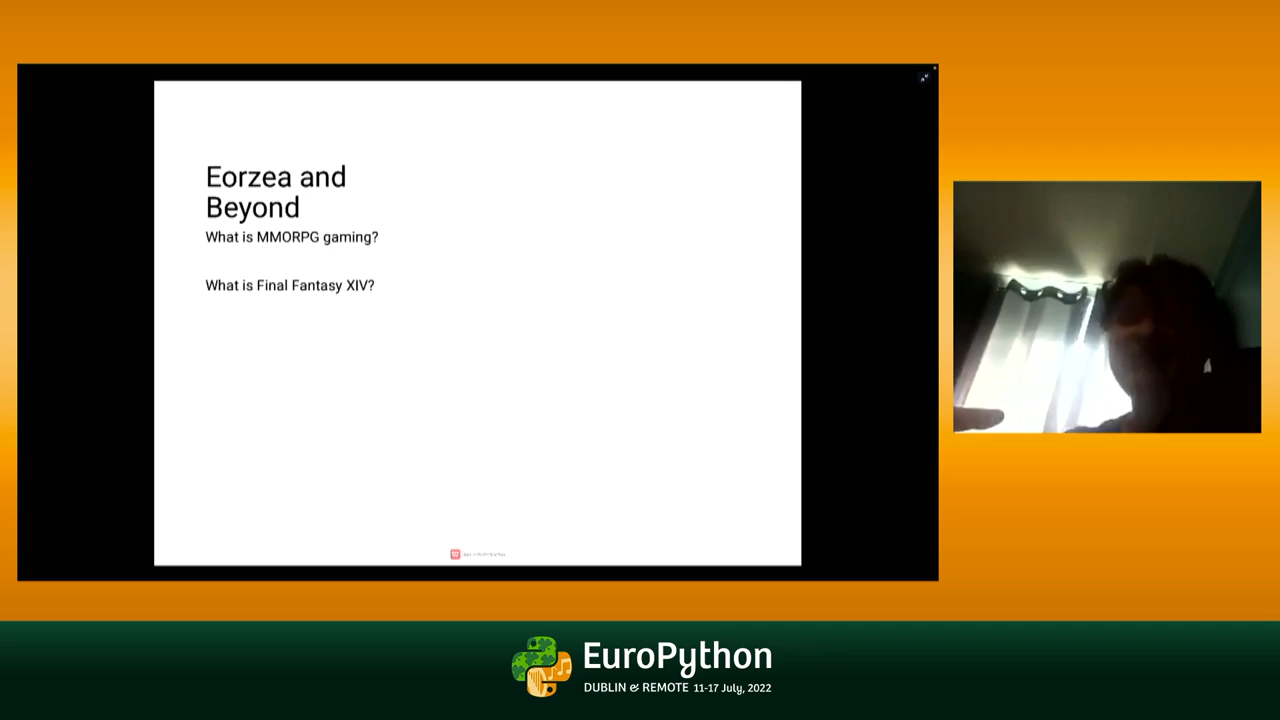 Eorzea and
Beyond
What is MMORPG gaming?
What is Final Fantasy XIV?
EuroPython
DUBLIN & REMOTE 11-17 July, 2022